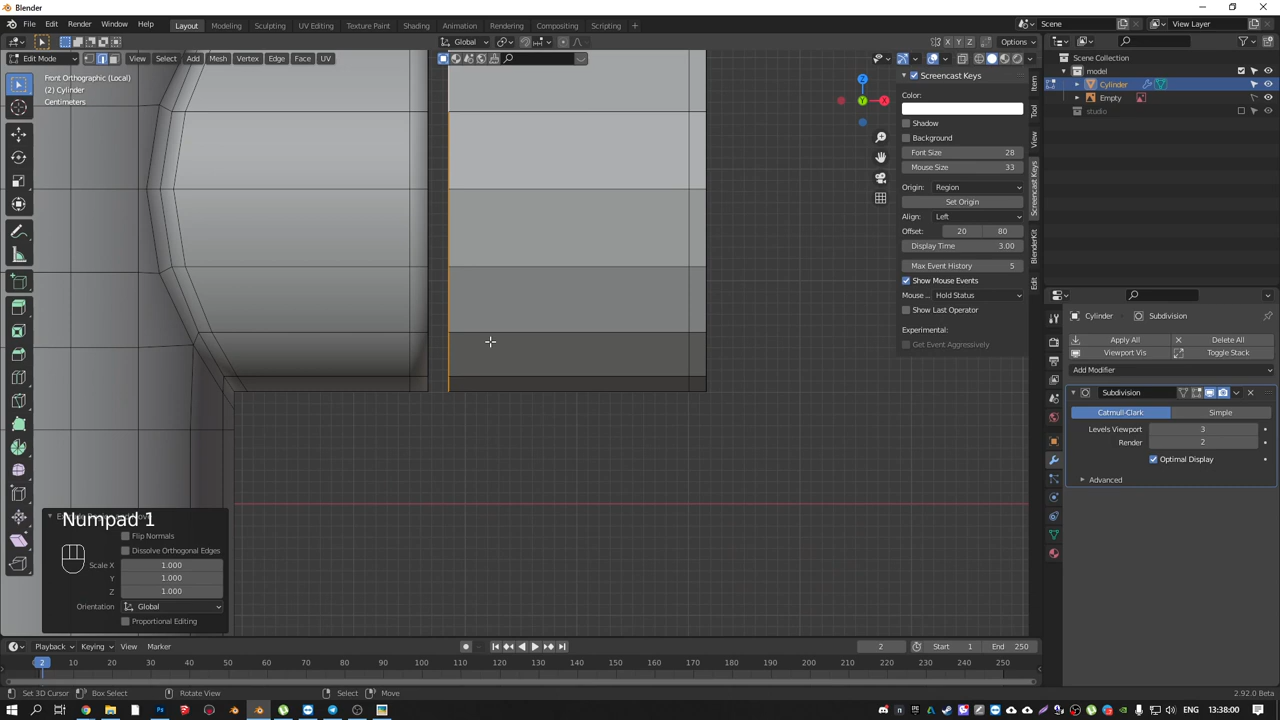 Blender
File Edit Render Window Help Layout Modeling Sculpting UV Editing Texture Paint Shading Animation Rendering Compositing Scripting Scene View Layer
Global Options
Edit Mode View Select Add Mesh Vertex Edge Face UV
Front Orthographic (Local)
(2) Cylinder
Centimeters
X Y Z
Z
Y
X
Screencast Keys
Color:
Shadow
Background
Font Size 28
Mouse Size 33
Origin: Region
Set Origin
Align: Left
Offset: 20 80
Display Time 3.00
Max Event History 5
Show Mouse Events
Mouse ... Hold Status
Show Last Operator
Experimental:
Get Event Aggressively
Item
Tool
View
Screencast Keys
BlenderKit
Edit
Scene Collection
model
Cylinder
Empty
studio
Cylinder Subdivision
Apply All Delete All
Viewport Vis Toggle Stack
Add Modifier
Subdivision
Catmull-Clark Simple
Levels Viewport 3
Render 2
Optimal Display
Advanced
Numpad 1
Flip Normals
Dissolve Orthogonal Edges
Scale X 1.000
Y 1.000
Z 1.000
Orientation Global
Proportional Editing
Playback Keying View Marker 2 Start 1 End 250
2 10 20 30 40 50 60 70 80 90 100 110 120 130 140 150 160 170 180 190 200 210 220 230 240 250
Set 3D Cursor Box Select Rotate View Select Move 2.92.0 Beta
ENG 13:38:00